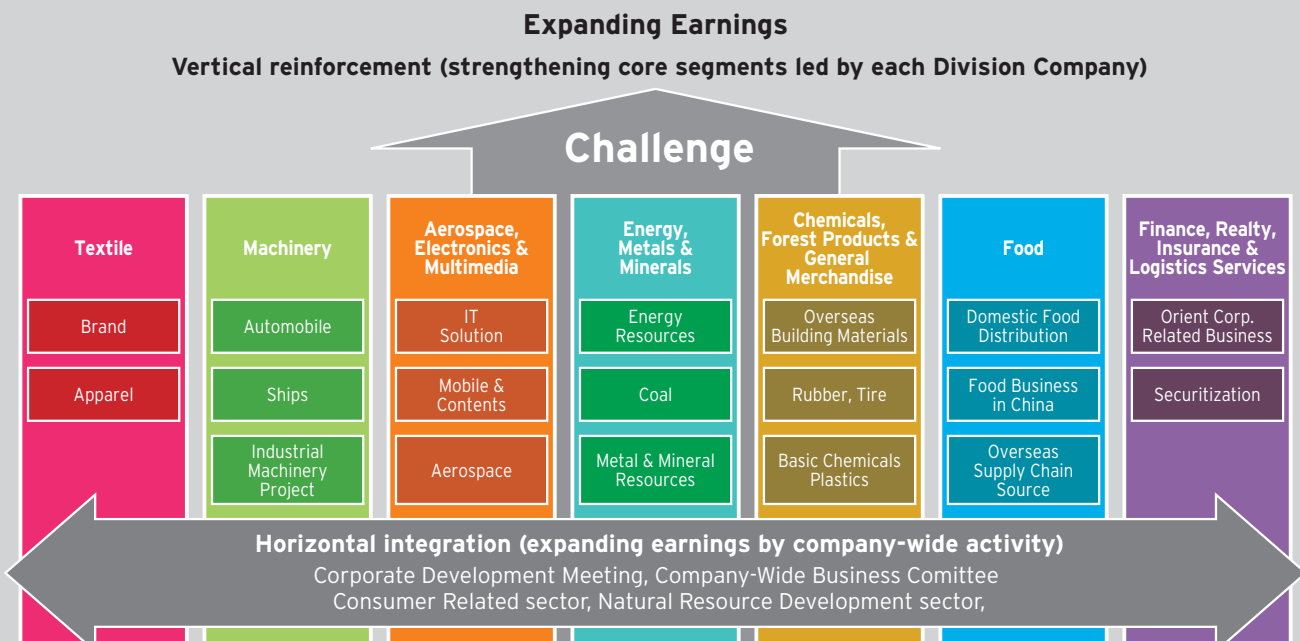 Expanding Earnings
Vertical reinforcement (strengthening core segments led by each Division Company)
Challenge
Textile
Brand
Apparel
Machinery
Automobile
Ships
Industrial
Machinery
Project
Aerospace,
Electronics &
Multimedia
IT
Solution
Mobile &
Contents
Aerospace
Energy,
Metals &
Minerals
Energy
Resources
Coal
Metal & Mineral
Resources
Chemicals,
Forest Products &
General
Merchandise
Overseas
Building Materials
Rubber, Tire
Basic Chemicals
Plastics
Food
Domestic Food
Distribution
Food Business
in China
Overseas
Supply Chain
Source
Finance, Realty,
Insurance &
Logistics Services
Orient Corp.
Related Business
Securitization
Horizontal integration (expanding earnings by company-wide activity)
Corporate Development Meeting, Company-Wide Business Comittee
Consumer Related sector, Natural Resource Development sector,